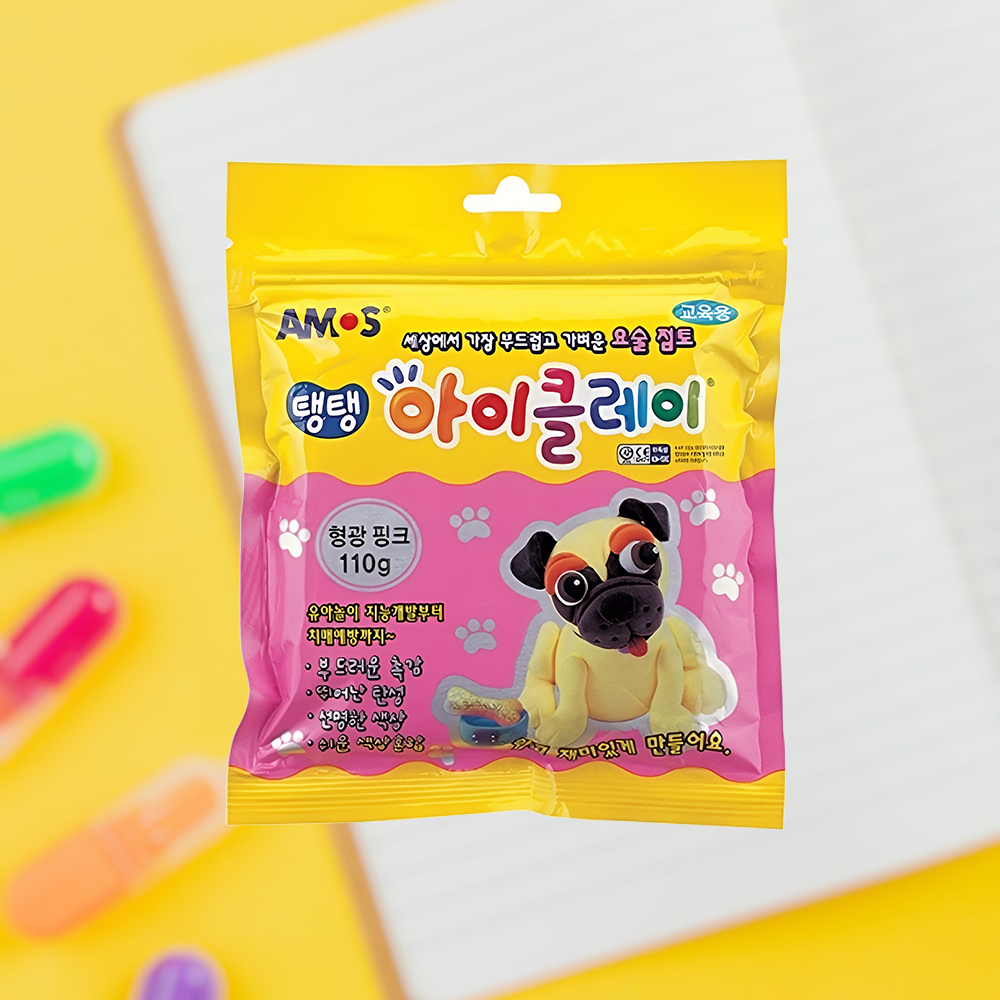 AMOS®
교육용
세상에서 가장 부드럽고 가벼운 요술 점토
탱탱 아이클레이®
CE
형광 핑크
110g
유아놀이 지능개발부터
치매예방까지~
· 부드러운 촉감
· 뛰어난 탄성
· 선명한 색상
· 쉬운 색상 혼합
재미있게 만들어요.